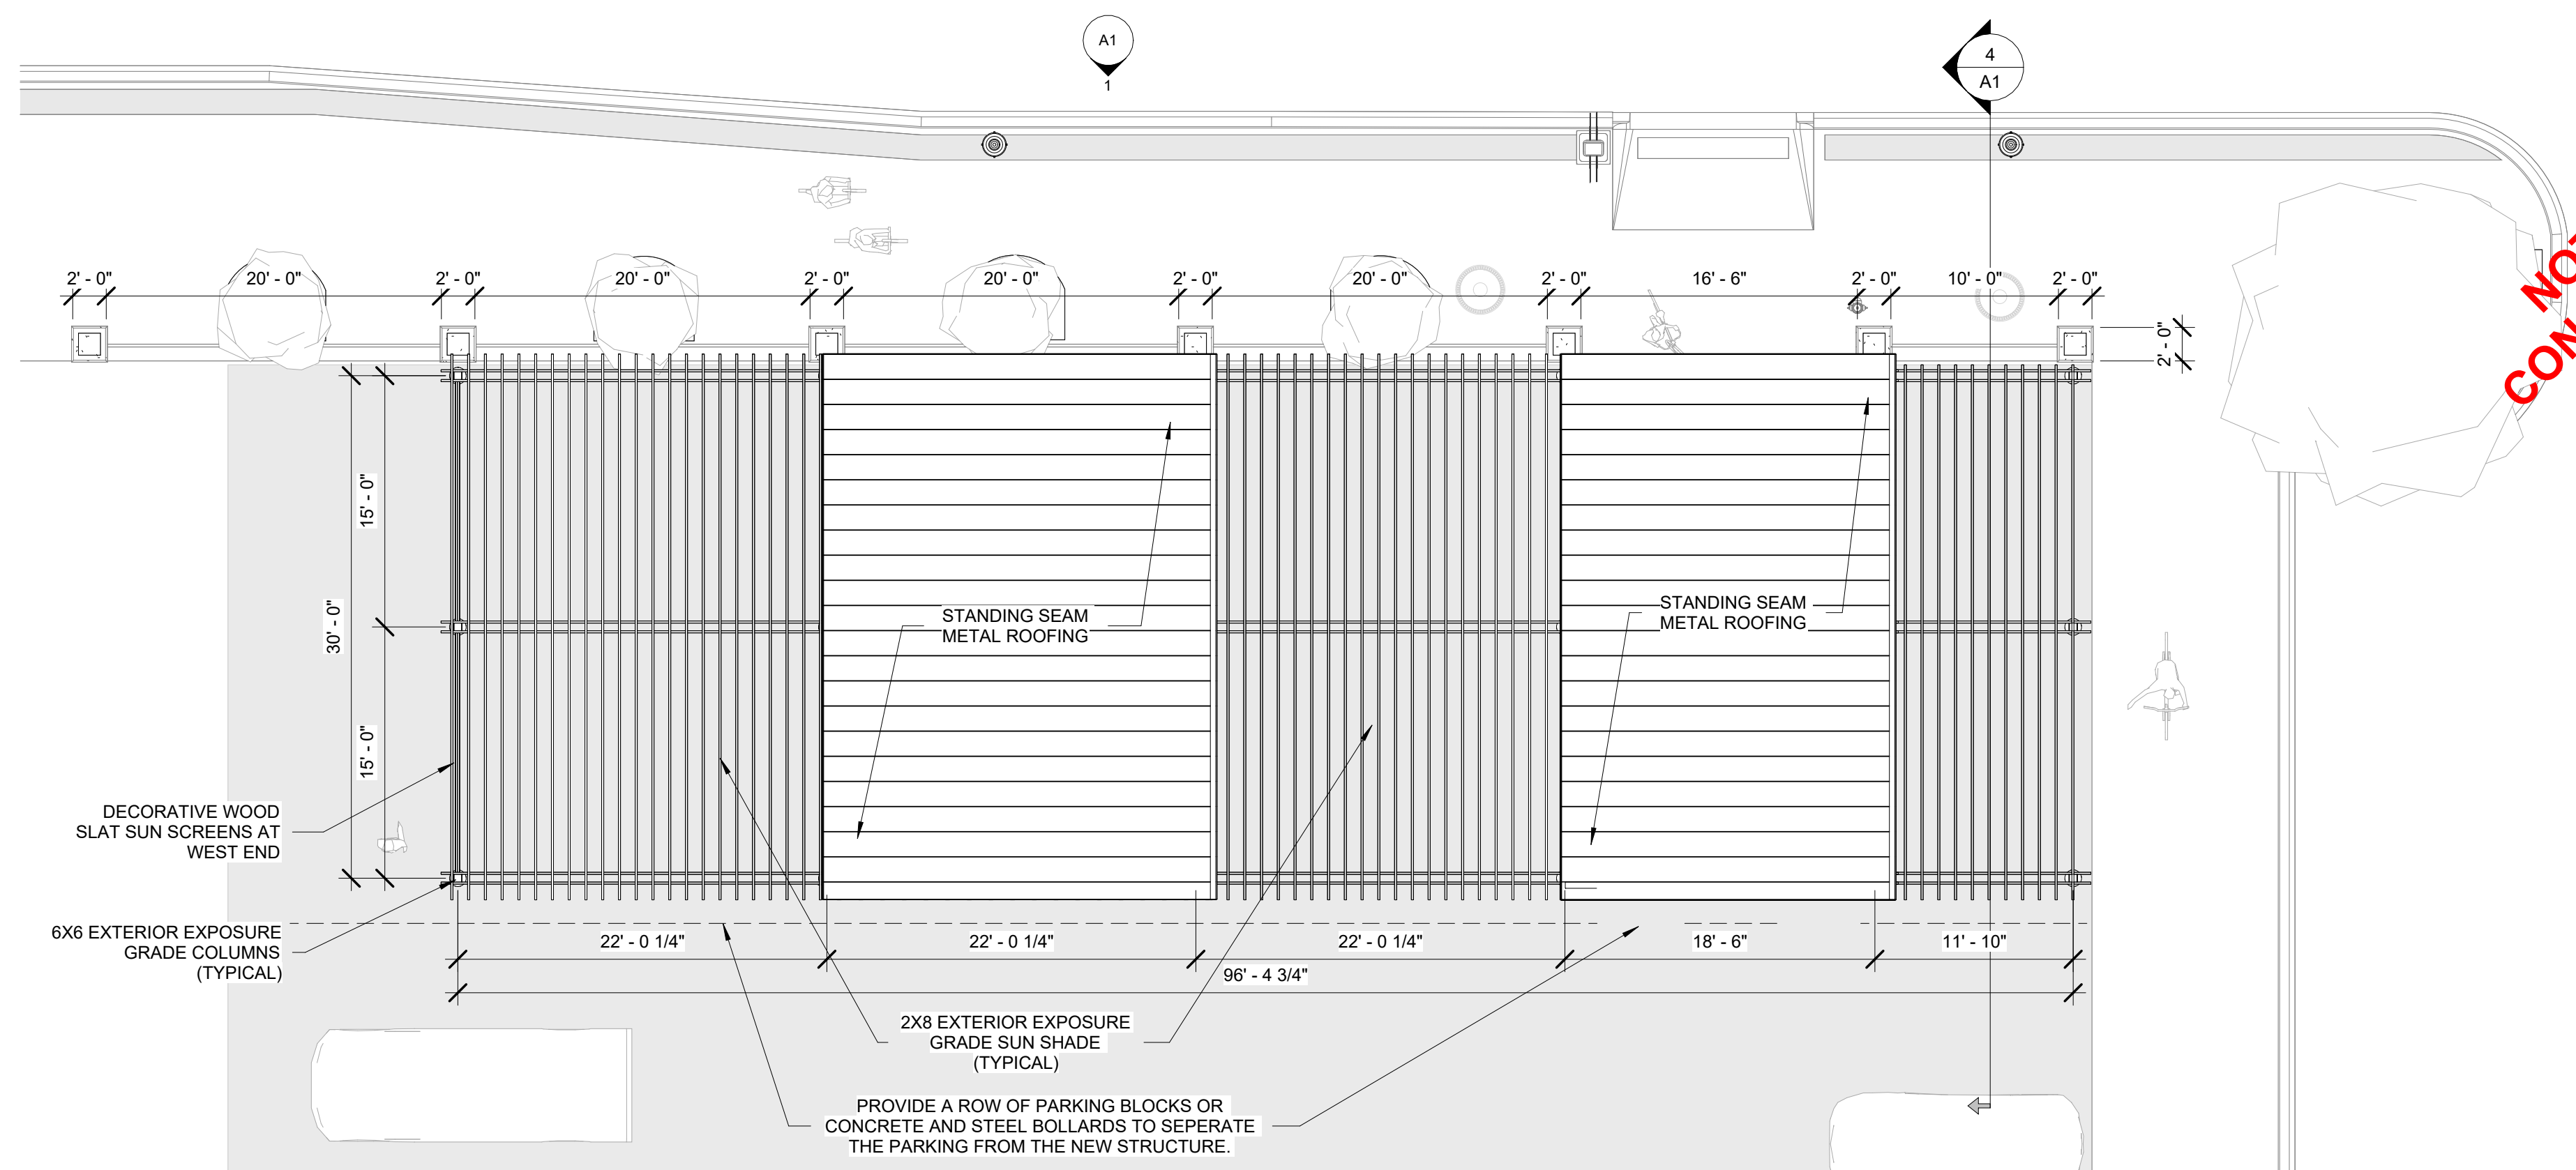 A1
1
4
A1
NOT
CON
2' - 0"
20' - 0"
2' - 0"
20' - 0"
2' - 0"
20' - 0"
2' - 0"
20' - 0"
2' - 0"
16' - 6"
2' - 0"
10' - 0"
2' - 0"
2' - 0"
15' - 0"
30' - 0"
15' - 0"
STANDING SEAM
METAL ROOFING
STANDING SEAM
METAL ROOFING
DECORATIVE WOOD
SLAT SUN SCREENS AT
WEST END
6X6 EXTERIOR EXPOSURE
GRADE COLUMNS
(TYPICAL)
22' - 0 1/4"
22' - 0 1/4"
22' - 0 1/4"
18' - 6"
11' - 10"
96' - 4 3/4"
2X8 EXTERIOR EXPOSURE
GRADE SUN SHADE
(TYPICAL)
PROVIDE A ROW OF PARKING BLOCKS OR
CONCRETE AND STEEL BOLLARDS TO SEPERATE
THE PARKING FROM THE NEW STRUCTURE.